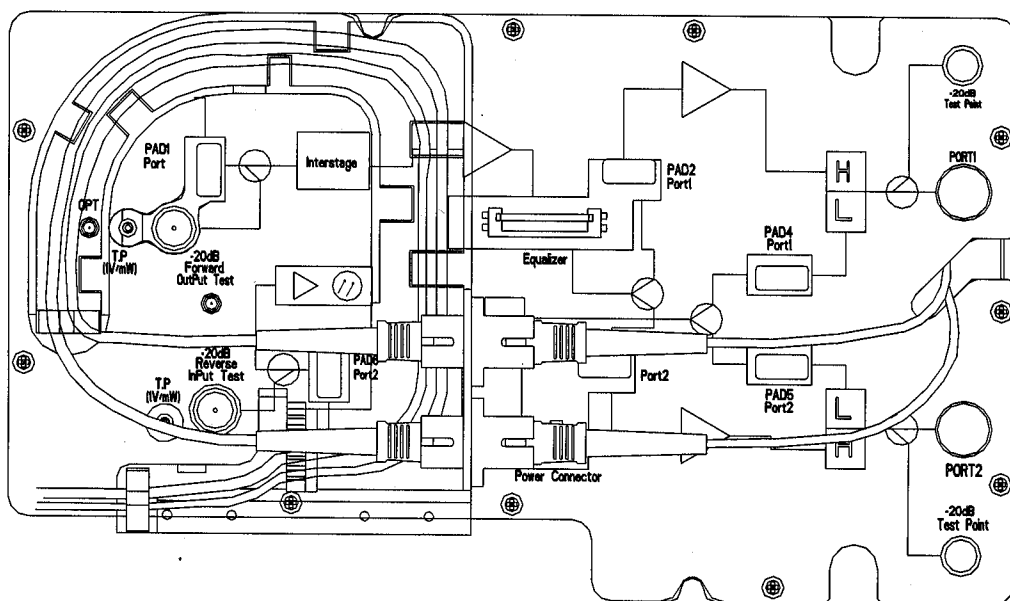 -20dB
Test Point
PAD1
Port
Interstage
PAD2
Port1
PORT1
H
L
OPT
T.P
(1V/mW)
-20dB
Forward
OutPut Test
Equalizer
PAD4
Port1
-20dB
Reverse
InPut Test
T.P
(1V/mW)
PAD6
Port2
Port2
PAD5
Port2
L
H
PORT2
Power Connector
-20dB
Test Point